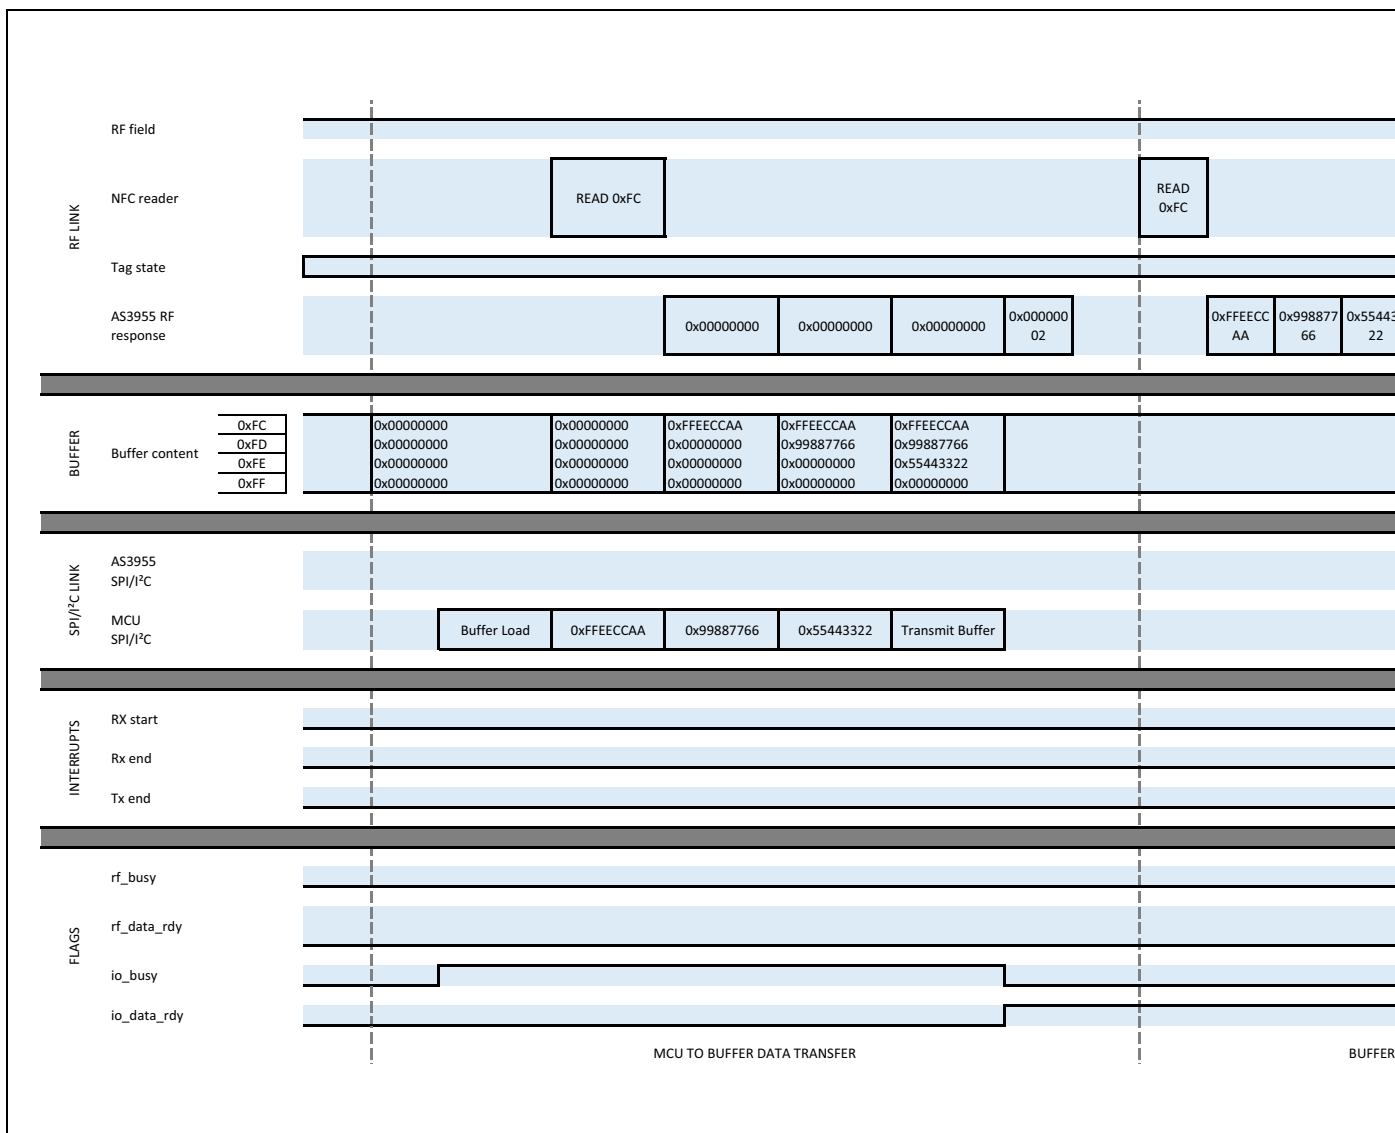 RF LINK
RF field
NFC reader
READ 0xFC
READ
0xFC
Tag state
AS3955 RF
response
0x00000000
0x00000000
0x00000000
0x000000
02
0xFFEECC
AA
0x998877
66
0x55443
22
BUFFER
Buffer content
0xFC
0xFD
0xFE
0xFF
0x00000000 0x00000000 0xFFEECCAA 0xFFEECCAA 0xFFEECCAA
0x00000000 0x00000000 0x00000000 0x99887766 0x99887766
0x00000000 0x00000000 0x00000000 0x00000000 0x55443322
0x00000000 0x00000000 0x00000000 0x00000000 0x00000000
SPI/I²C LINK
AS3955
SPI/I²C
MCU
SPI/I²C
Buffer Load
0xFFEECCAA
0x99887766
0x55443322
Transmit Buffer
INTERRUPTS
RX start
Rx end
Tx end
FLAGS
rf_busy
rf_data_rdy
io_busy
io_data_rdy
MCU TO BUFFER DATA TRANSFER
BUFFER